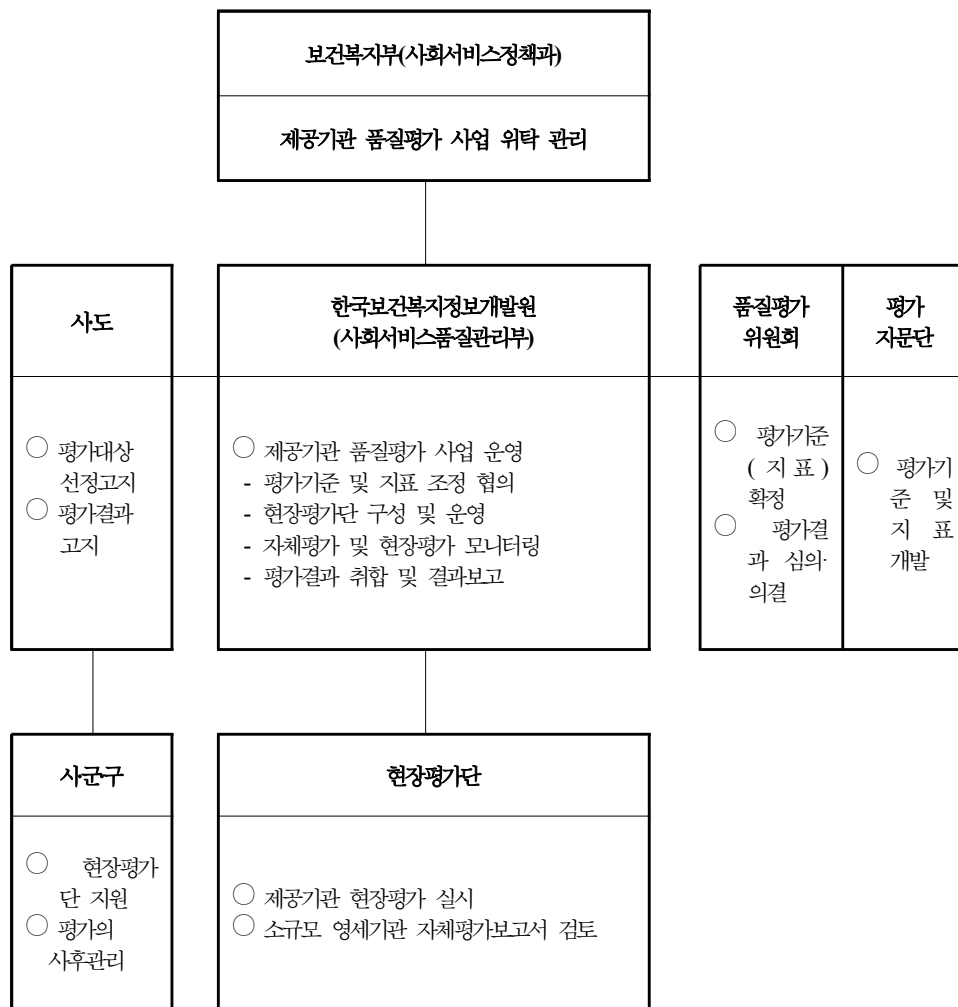 보건복지부(사회서비스정책과)
제공기관 품질평가 사업 위탁 관리
시·도
○ 평가대상
선정고지
○ 평가결과
고지
한국보건복지정보개발원
(사회서비스품질관리부)
○ 제공기관 품질평가 사업 운영
- 평가기준 및 지표 조정 협의
- 현장평가단 구성 및 운영
- 자체평가 및 현장평가 모니터링
- 평가결과 취합 및 결과보고
품질평가
위원회
○ 평가기준
( 지 표 )
확정
○ 평가결
과 심의·
의결
평가
자문단
○ 평가기
준 및
지 표
개발
시·군·구
○ 현장평가
단 지원
○ 평가의
사후관리
현장평가단
○ 제공기관 현장평가 실시
○ 소규모 영세기관 자체평가보고서 검토